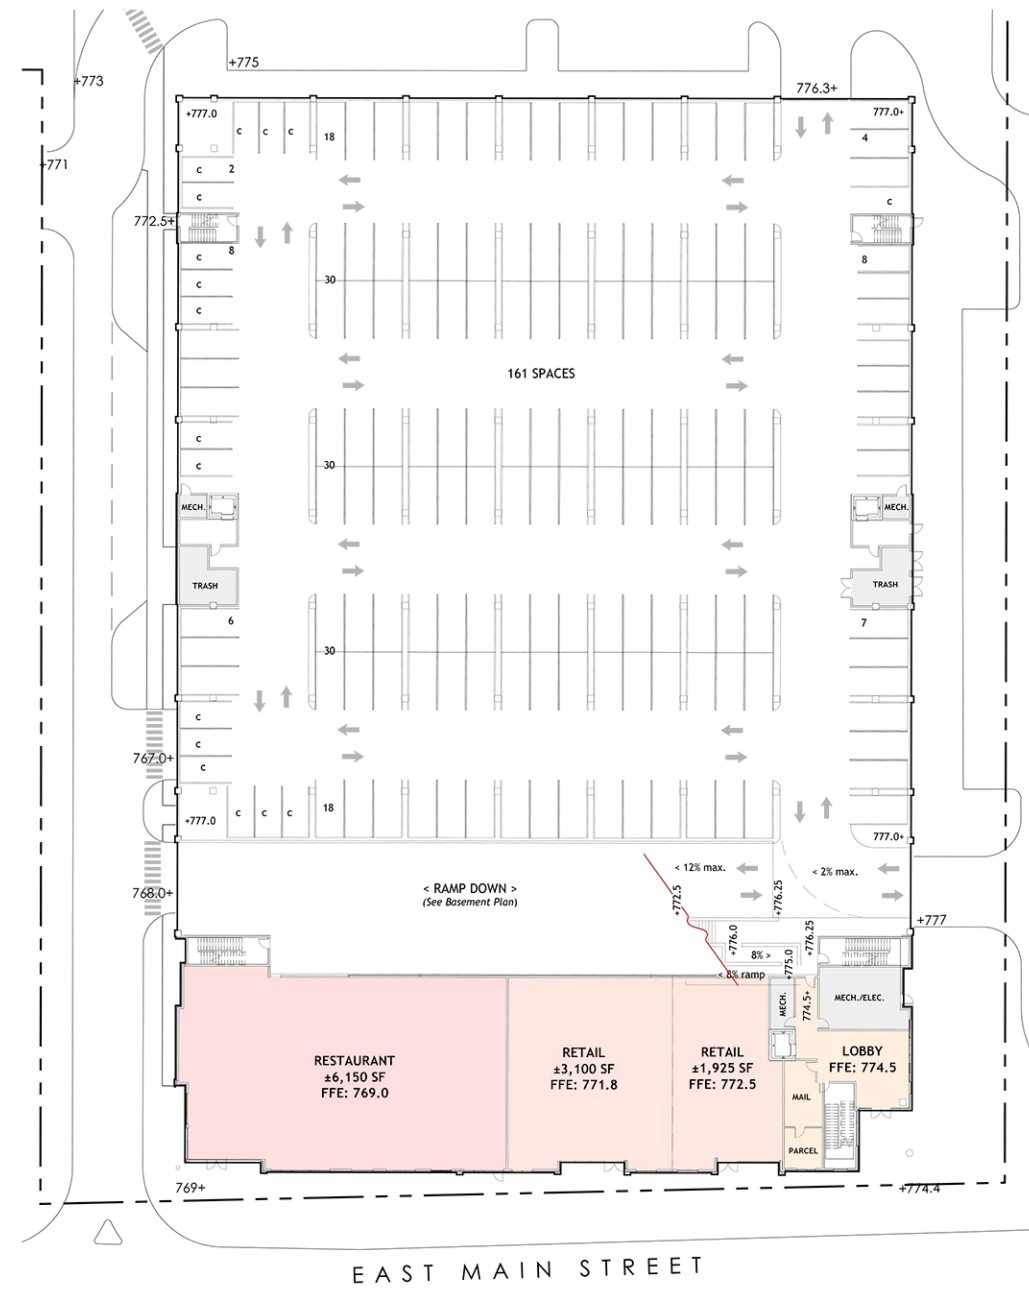 +775
776.3+
+773
+777.0
777.0+
C C C 18
4
+771
C 2
C
C
772.5+
8
C
8
C
C
30
161 SPACES
C
C
30
MECH.
MECH.
TRASH
TRASH
6
7
30
C
C
767.0+
C
C C C 18
+777.0
777.0+
< 12% max.
< 2% max.
768.0+
< RAMP DOWN >
(See Basement Plan)
+772.5
+776.25
+777
+776.0
+776.25
8% >
+775.0
< 8% ramp
MECH.
774.5+
MECH./ELEC.
RESTAURANT
±6,150 SF
FFE: 769.0
RETAIL
±3,100 SF
FFE: 771.8
RETAIL
±1,925 SF
FFE: 772.5
LOBBY
FFE: 774.5
MAIL
PARCEL
769+
+774.4
EAST MAIN STREET